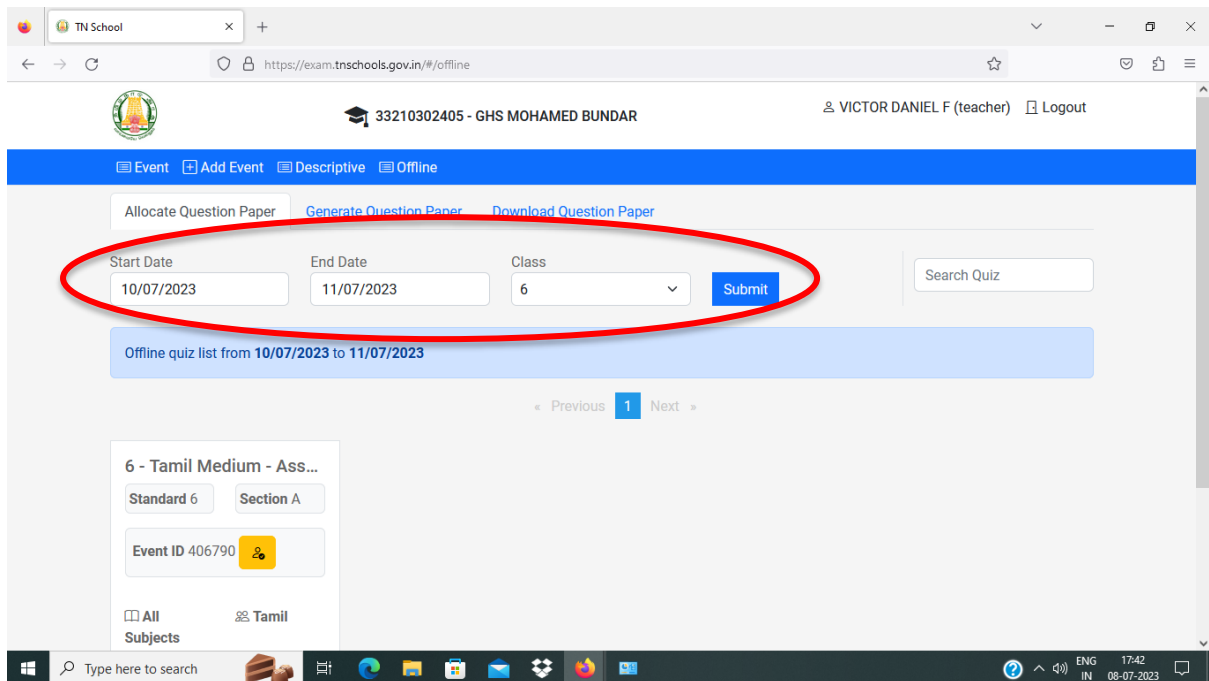 TN School
https://exam.tnschools.gov.in/#/offline
33210302405 - GHS MOHAMED BUNDAR
VICTOR DANIEL F (teacher) Logout
Event Add Event Descriptive Offline
Allocate Question Paper Generate Question Paper Download Question Paper
Start Date End Date Class
10/07/2023 11/07/2023 6 Submit Search Quiz
Offline quiz list from 10/07/2023 to 11/07/2023
« Previous 1 Next »
6 - Tamil Medium - Ass...
Standard 6 Section A
Event ID 406790
All Tamil
Subjects
Type here to search
ENG 17:42
IN 08-07-2023